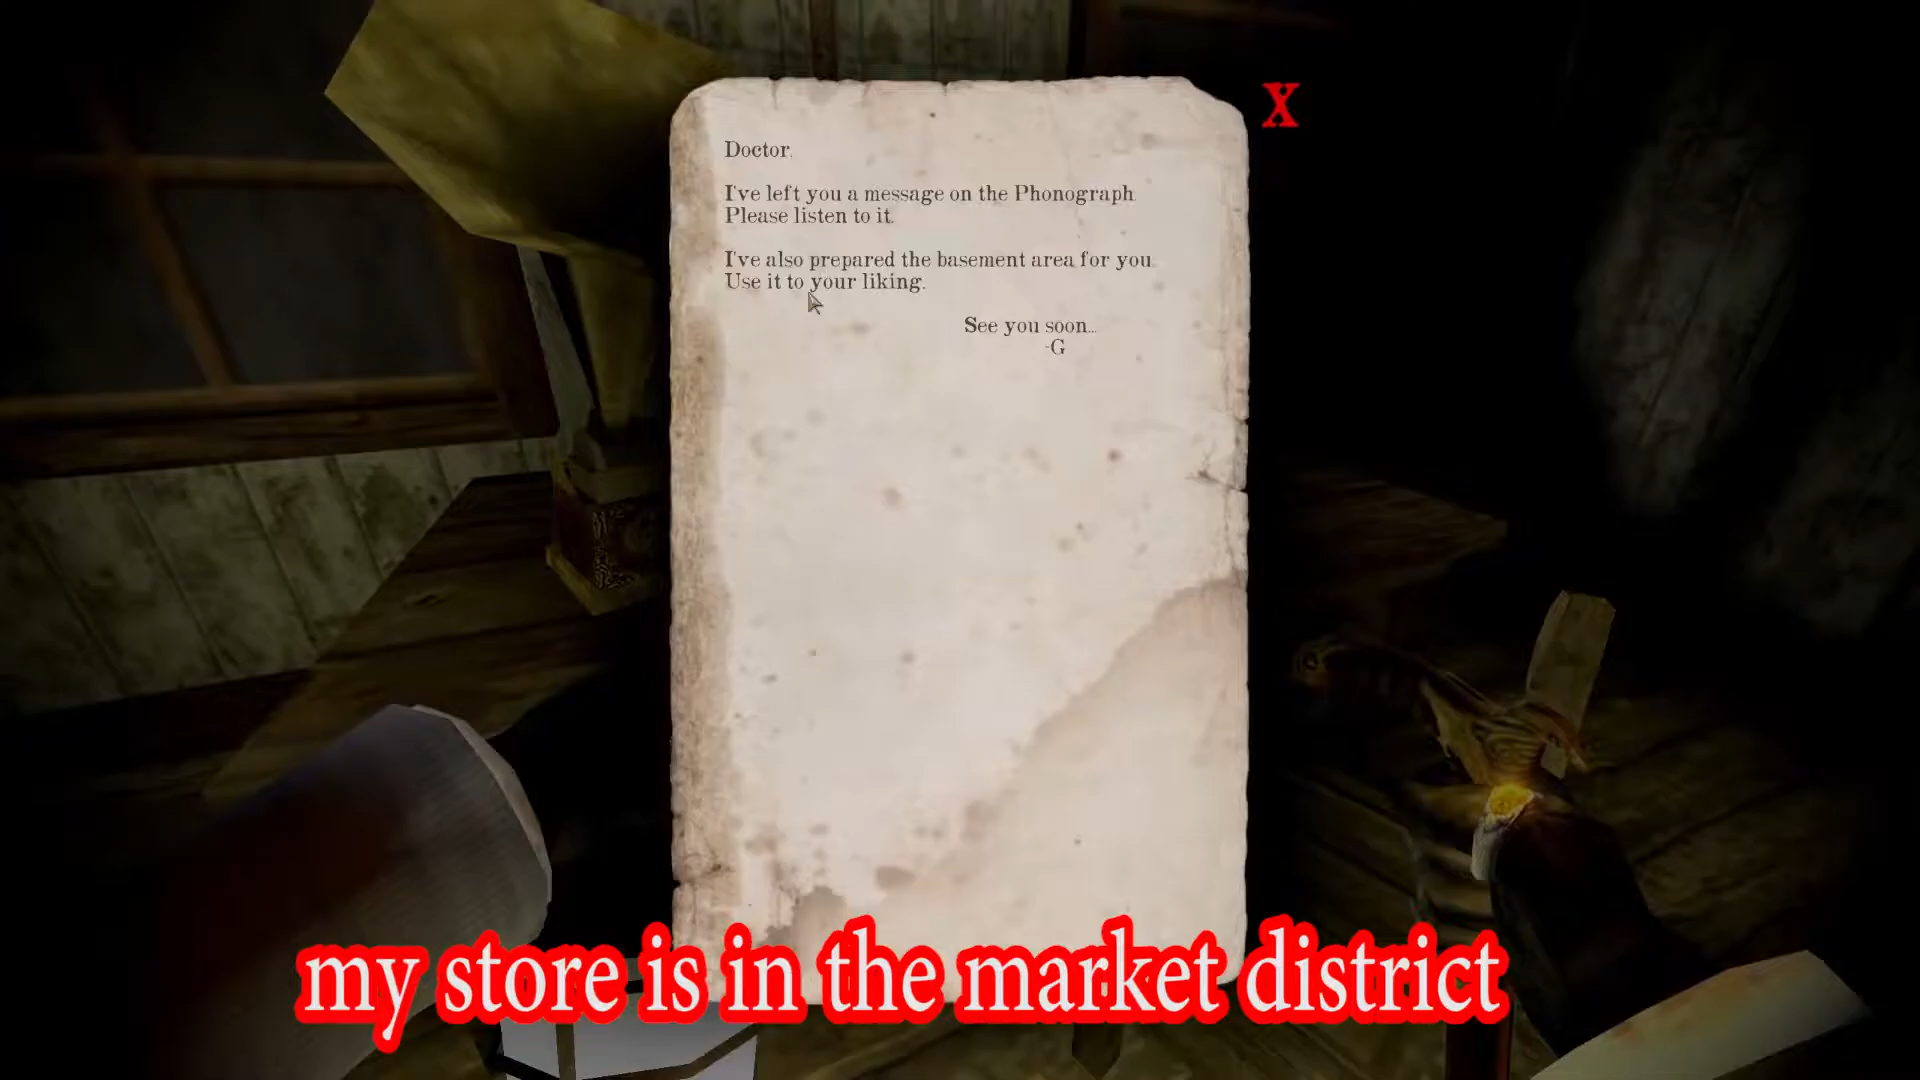 X
Doctor,
I've left you a message on the Phonograph.
Please listen to it.
I've also prepared the basement area for you.
Use it to your liking.
See you soon...
-G
my store is in the market district